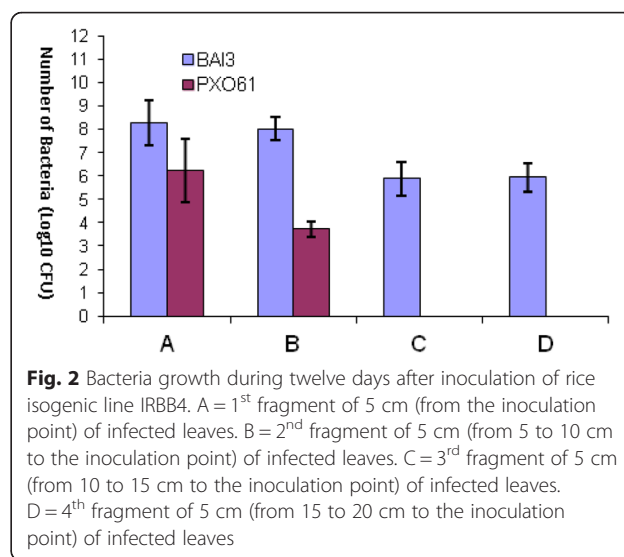 Number of Bacteria (Log10 CFU)
12
11
10
9
8
7
6
5
4
3
2
1
0
BAI3
PXO61
A
B
C
D
Fig. 2 Bacteria growth during twelve days after inoculation of rice
isogenic line IRBB4. A = 1st fragment of 5 cm (from the inoculation
point) of infected leaves. B = 2nd fragment of 5 cm (from 5 to 10 cm
to the inoculation point) of infected leaves. C = 3rd fragment of 5 cm
(from 10 to 15 cm to the inoculation point) of infected leaves.
D = 4th fragment of 5 cm (from 15 to 20 cm to the inoculation
point) of infected leaves